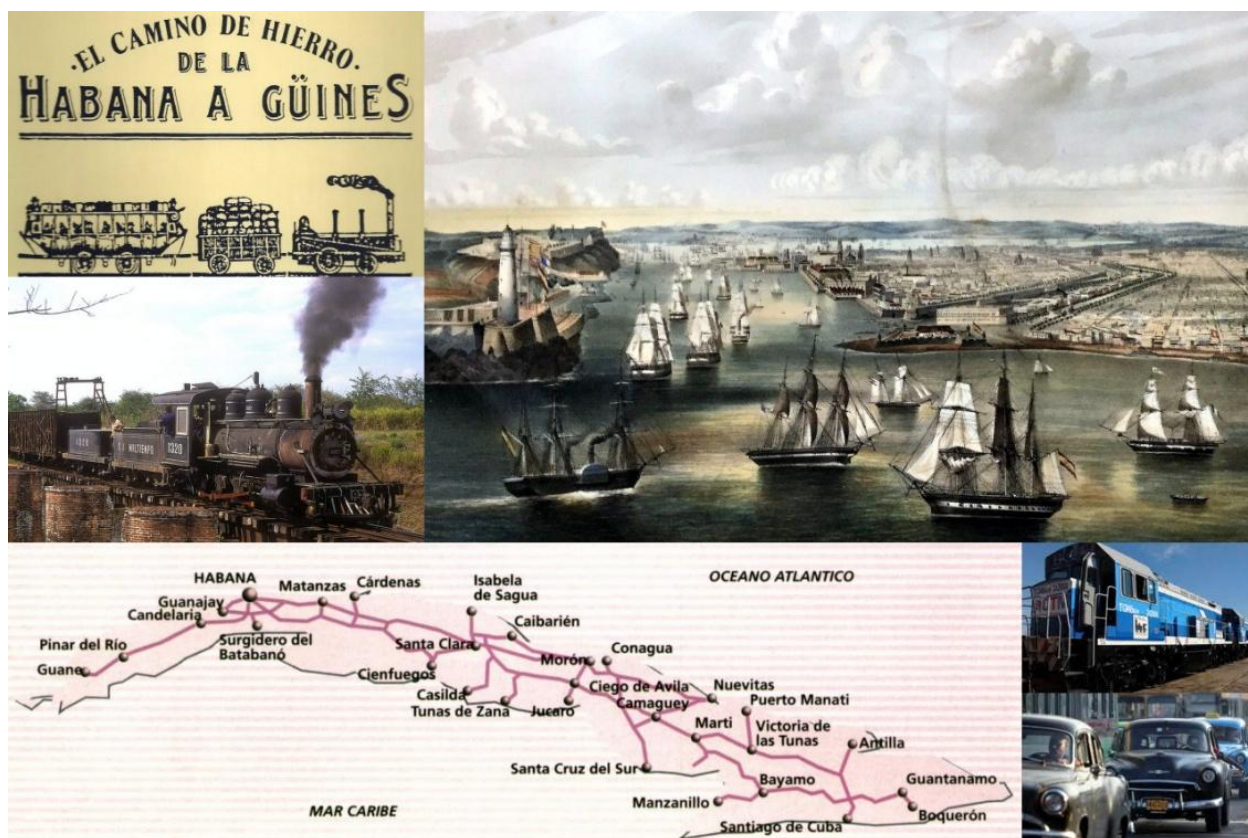 ·EL CAMINO DE HIERRO·
DE LA
HABANA A GÜINES
1320
C.A. MALTIEMPO
1320
OCEANO ATLANTICO
HABANA
Matanzas
Cárdenas
Isabela
de Sagua
Guanajay
Candelaria
Caibarién
Pinar del Río
Surgidero del
Batabanó
Santa Clara
Morón
Conagua
Guane
Cienfuegos
Ciego de Avila
Nuevitas
Casilda
Camaguey
Puerto Manati
Tunas de Zana
Jucaro
Marti
Victoria de
las Tunas
Antilla
Santa Cruz del Sur
Bayamo
Guantanamo
Manzanillo
Boquerón
MAR CARIBE
Santiago de Cuba